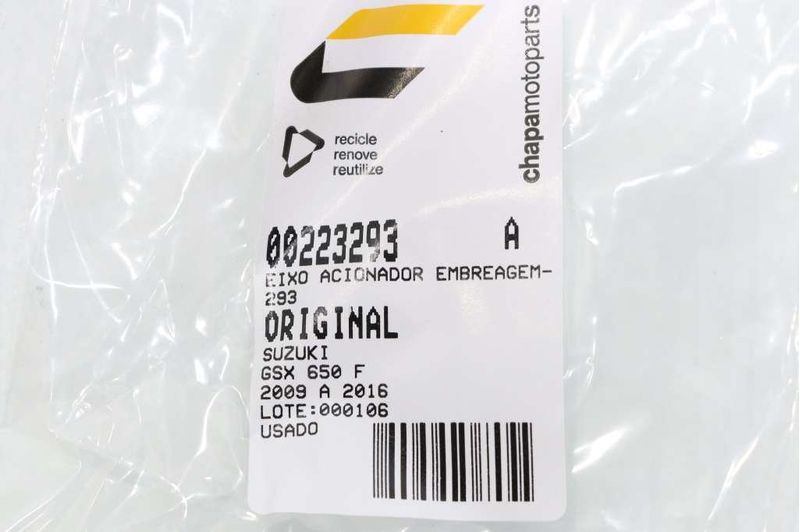 recicle
renove
reutilize
chapamotoparts
00223293 A
EIXO ACIONADOR EMBREAGEM-
293
ORIGINAL
SUZUKI
GSX 650 F
2009 A 2016
LOTE:000106
USADO